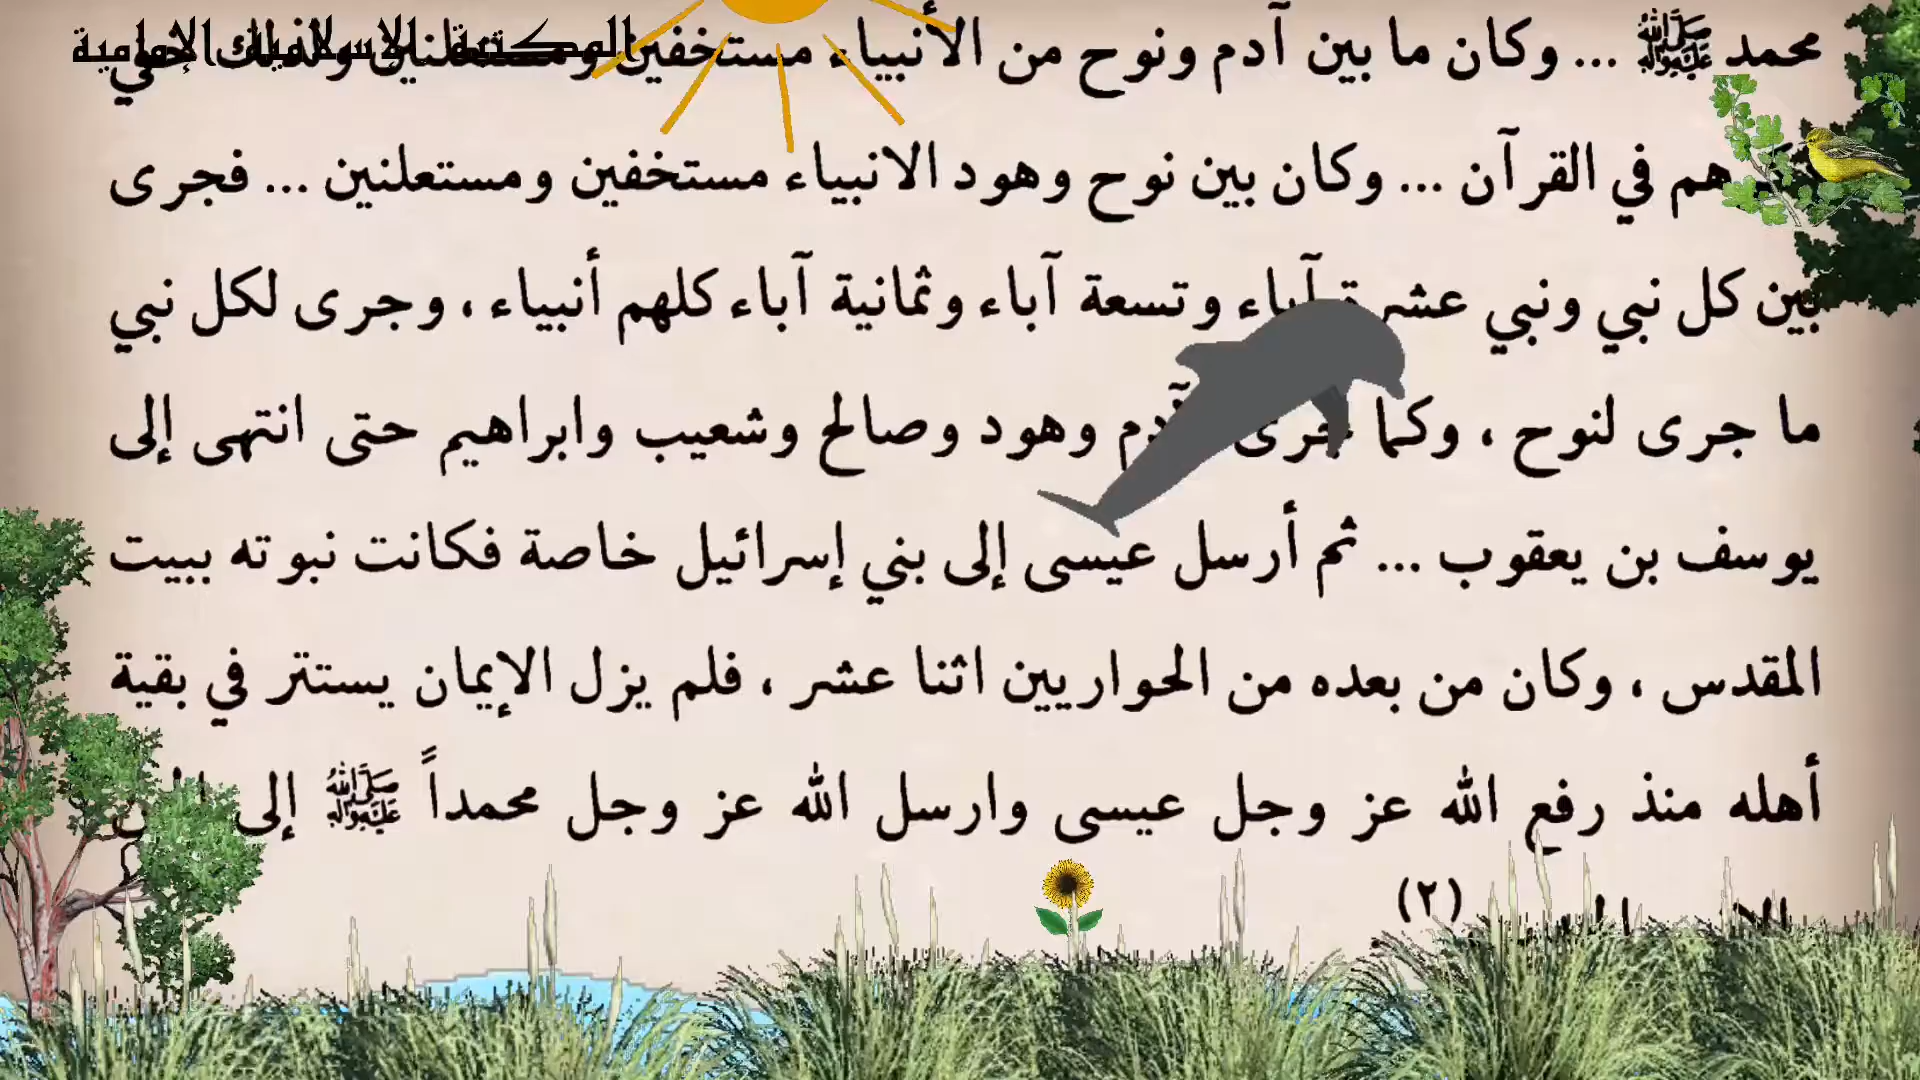 محمد ﷺ ... وكان ما بين آدم ونوح من الأنبياء مستخفين ومستعلنين ولذلك خفي
المكتبة الإسلامية الإمامية
هم في القرآن ... وكان بين نوح وهود الانبياء مستخفين ومستعلنين ... فجرى
بين كل نبي ونبي عشرة آباء وتسعة آباء وثمانية آباء كلهم أنبياء ، وجرى لكل نبي
ما جرى لنوح ، وكما جرى لآدم وهود وصالح وشعيب وابراهيم حتى انتهى إلى
يوسف بن يعقوب ... ثم أرسل عيسى إلى بني إسرائيل خاصة فكانت نبوته ببيت
المقدس ، وكان من بعده من الحواريين اثنا عشر ، فلم يزل الإيمان يستتر في بقية
أهله منذ رفع الله عز وجل عيسى وارسل الله عز وجل محمداً ﷺ إلى
(٢)